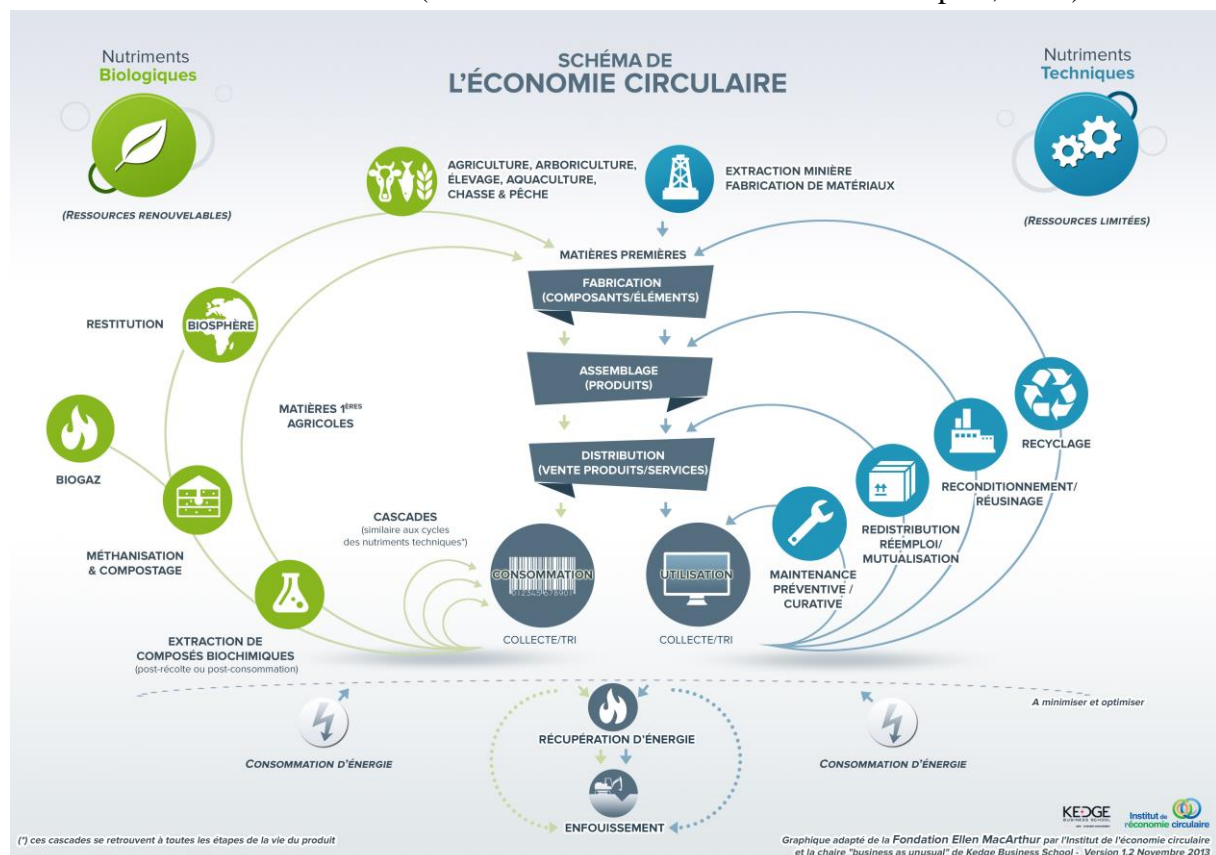 Nutriments
Biologiques
(RESSOURCES RENOUVELABLES)
SCHÉMA DE
L'ÉCONOMIE CIRCULAIRE
Nutriments
Techniques
(RESSOURCES LIMITÉES)
AGRICULTURE, ARBORICULTURE,
ÉLEVAGE, AQUACULTURE,
CHASSE & PÊCHE
EXTRACTION MINIÈRE
FABRICATION DE MATÉRIAUX
MATIÈRES PREMIÈRES
FABRICATION
(COMPOSANTS/ÉLÉMENTS)
ASSEMBLAGE
(PRODUITS)
DISTRIBUTION
(VENTE PRODUITS/SERVICES)
RESTITUTION
BIOSPHÈRE
MATIÈRES 1ÈRES
AGRICOLES
BIOGAZ
MÉTHANISATION
& COMPOSTAGE
EXTRACTION DE
COMPOSÉS BIOCHIMIQUES
(post-récolte ou post-consommation)
CASCADES
(similaire aux cycles
des nutriments techniques*)
CONSOMMATION
COLLECTE/TRI
UTILISATION
COLLECTE/TRI
MAINTENANCE
PRÉVENTIVE /
CURATIVE
REDISTRIBUTION
RÉEMPLOI/
MUTUALISATION
RECONDITIONNEMENT/
RÉUSINAGE
RECYCLAGE
A minimiser et optimiser
CONSOMMATION D'ÉNERGIE
RÉCUPÉRATION D'ÉNERGIE
CONSOMMATION D'ÉNERGIE
ENFOUISSEMENT
KEDGE
BUSINESS SCHOOL
Institut de
l'économie circulaire
(*) ces cascades se retrouvent à toutes les étapes de la vie du produit
Graphique adapté de la Fondation Ellen MacArthur par l'Institut de l'économie circulaire
et la chaire "business as unusual" de Kedge Business School - Version 1.2 Novembre 2013